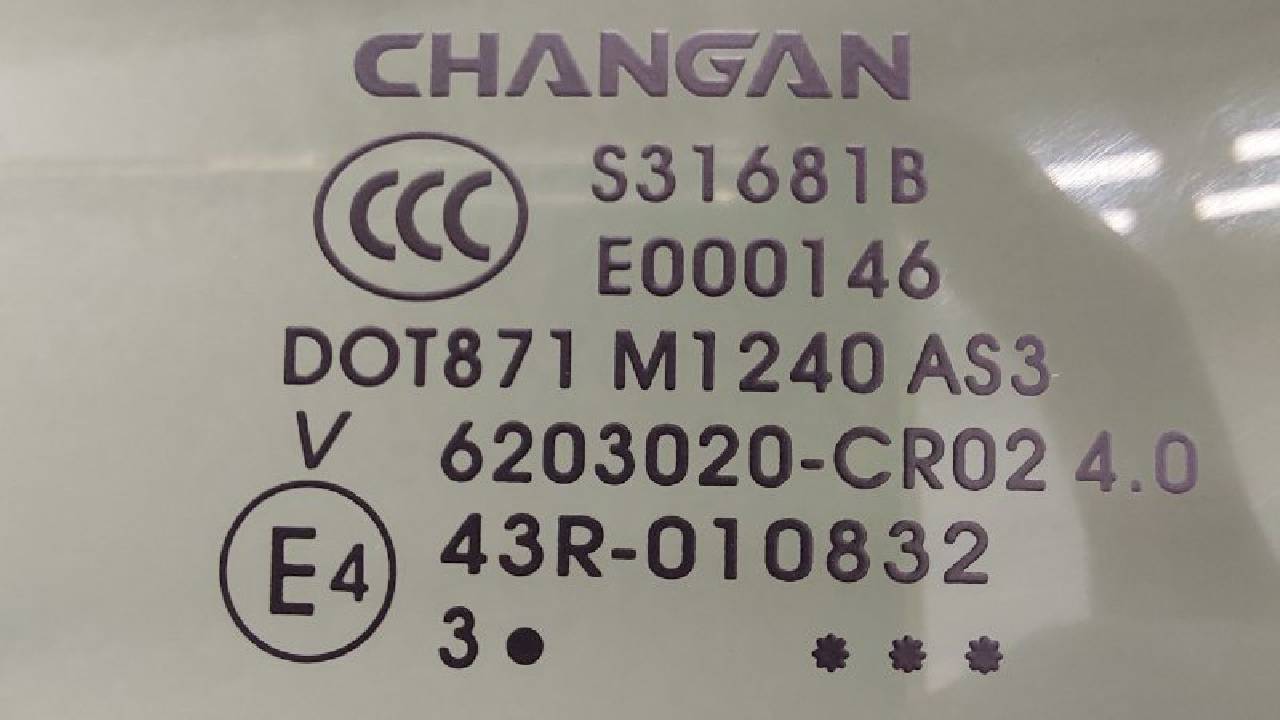 CHANGAN
CCC
S31681B
E000146
DOT871 M1240 AS3
V 6203020-CR02 4.0
E4
43R-010832
3● ***